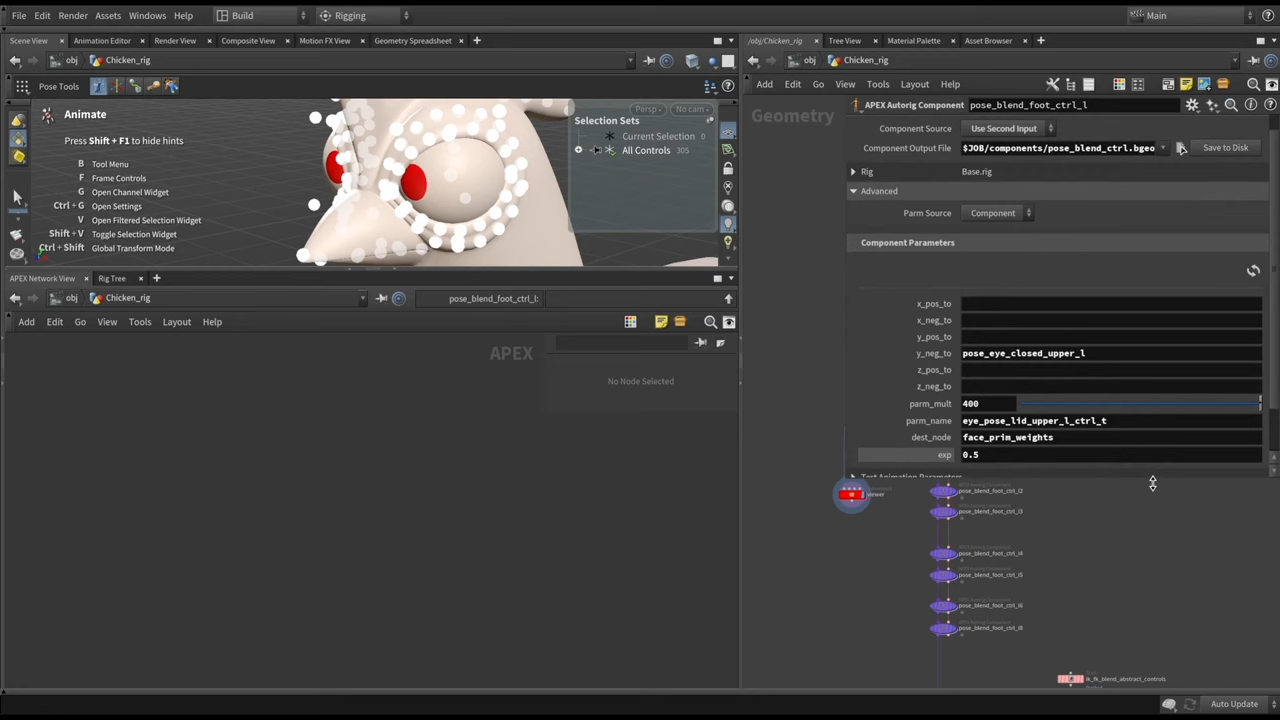 File Edit Render Assets Windows Help Build Rigging Main
Scene View Animation Editor Render View Composite View Motion FX View Geometry Spreadsheet
obj Chicken_rig
Pose Tools
Animate
Press Shift + F1 to hide hints
B Tool Menu
F Frame Controls
G Open Channel Widget
Ctrl + G Open Settings
V Open Filtered Selection Widget
Shift + V Toggle Selection Widget
Ctrl + Shift Global Transform Mode
Persp No cam
Selection Sets
Current Selection 0
All Controls 305
APEX Network View Rig Tree
obj Chicken_rig pose_blend_foot_ctrl_l:
Add Edit Go View Tools Layout Help
APEX
No Node Selected
/obj/Chicken_rig Tree View Material Palette Asset Browser
obj Chicken_rig
Add Edit Go View Tools Layout Help
Geometry
APEX Autorig Component pose_blend_foot_ctrl_l
Component Source Use Second Input
Component Output File $JOB/components/pose_blend_ctrl.bgeo Save to Disk
Rig Base.rig
Advanced
Parm Source Component
Component Parameters
x_pos_to
x_neg_to
y_pos_to
y_neg_to pose_eye_closed_upper_l
z_pos_to
z_neg_to
parm_mult 400
parm_name eye_pose_lid_upper_l_ctrl_t
dest_node face_prim_weights
exp 0.5
Test Animation Parameters
viewer
pose_blend_foot_ctrl_l2
pose_blend_foot_ctrl_l3
pose_blend_foot_ctrl_l4
pose_blend_foot_ctrl_l5
pose_blend_foot_ctrl_l6
pose_blend_foot_ctrl_l8
ik_fk_blend_abstract_controls
Auto Update